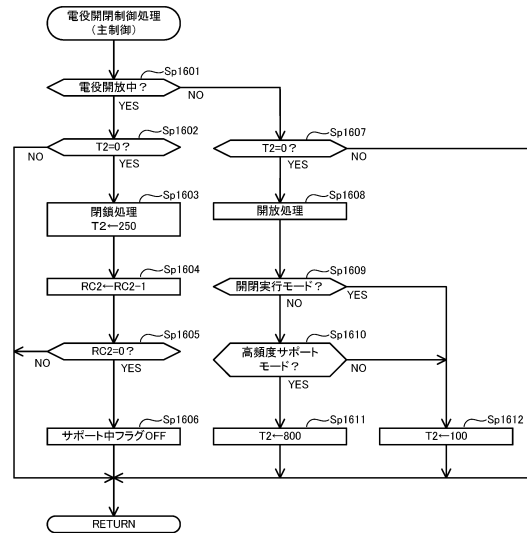 電役開閉制御処理
（主制御）
Sp1601
電役開放中？
NO
YES
Sp1602
T2=0？
NO
YES
Sp1607
T2=0？
NO
YES
Sp1603
閉鎖処理
T2←250
Sp1608
開放処理
Sp1604
RC2←RC2-1
Sp1609
開閉実行モード？
YES
NO
Sp1605
RC2=0？
NO
YES
Sp1610
高頻度サポート
モード？
NO
YES
Sp1606
サポート中フラグOFF
Sp1611
T2←800
Sp1612
T2←100
RETURN